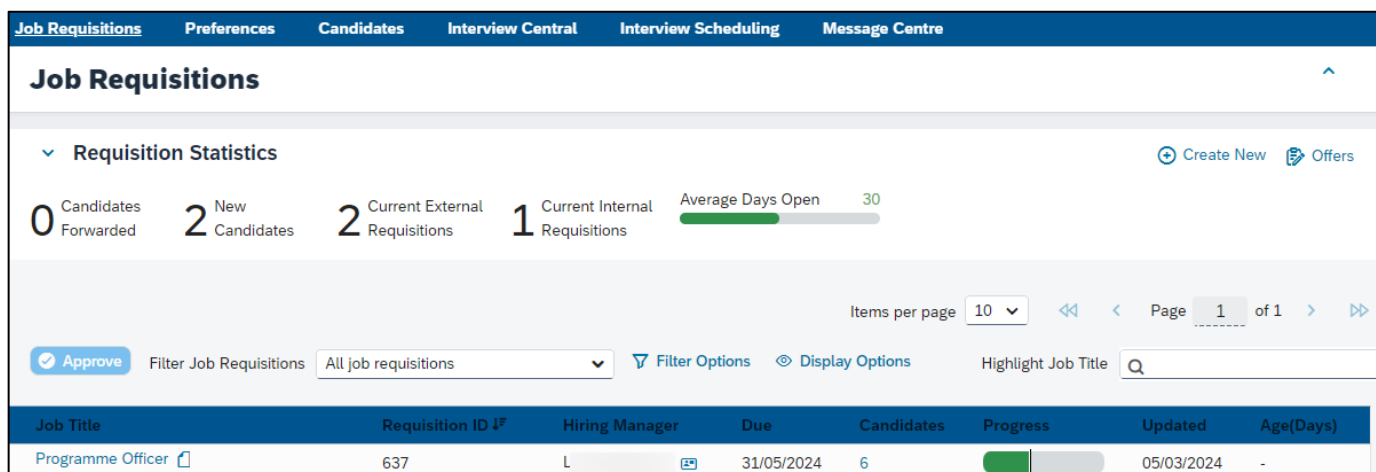 Job Requisitions Preferences Candidates Interview Central Interview Scheduling Message Centre
Job Requisitions
Requisition Statistics Create New Offers
0 Candidates Forwarded 2 New Candidates 2 Current External Requisitions 1 Current Internal Requisitions Average Days Open 30
Items per page 10 Page 1 of 1
Approve Filter Job Requisitions All job requisitions Filter Options Display Options Highlight Job Title
Job Title Requisition ID Hiring Manager Due Candidates Progress Updated Age(Days)
Programme Officer 637 L 31/05/2024 6 05/03/2024 -